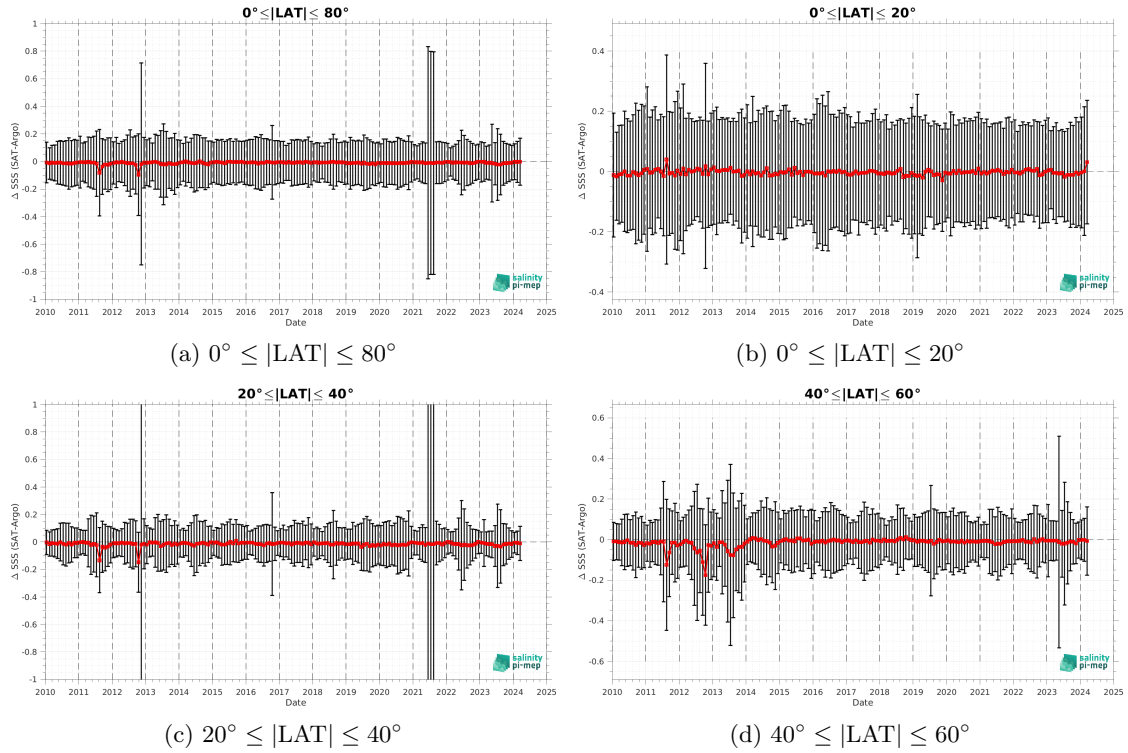 0°≤|LAT|≤ 80°
1
0.8
0.6
0.4
0.2
0
-0.2
-0.4
-0.6
-0.8
-1
Δ SSS (SAT-Argo)
2010 2011 2012 2013 2014 2015 2016 2017 2018 2019 2020 2021 2022 2023 2024 2025
Date
salinity
pi-mep
(a) 0° ≤ |LAT| ≤ 80°
0°≤|LAT|≤ 20°
0.4
0.2
0
-0.2
-0.4
Δ SSS (SAT-Argo)
2010 2011 2012 2013 2014 2015 2016 2017 2018 2019 2020 2021 2022 2023 2024 2025
Date
salinity
pi-mep
(b) 0° ≤ |LAT| ≤ 20°
20°≤|LAT|≤ 40°
1
0.8
0.6
0.4
0.2
0
-0.2
-0.4
-0.6
-0.8
-1
Δ SSS (SAT-Argo)
2010 2011 2012 2013 2014 2015 2016 2017 2018 2019 2020 2021 2022 2023 2024 2025
Date
salinity
pi-mep
(c) 20° ≤ |LAT| ≤ 40°
40°≤|LAT|≤ 60°
0.6
0.4
0.2
0
-0.2
-0.4
-0.6
Δ SSS (SAT-Argo)
2010 2011 2012 2013 2014 2015 2016 2017 2018 2019 2020 2021 2022 2023 2024 2025
Date
salinity
pi-mep
(d) 40° ≤ |LAT| ≤ 60°